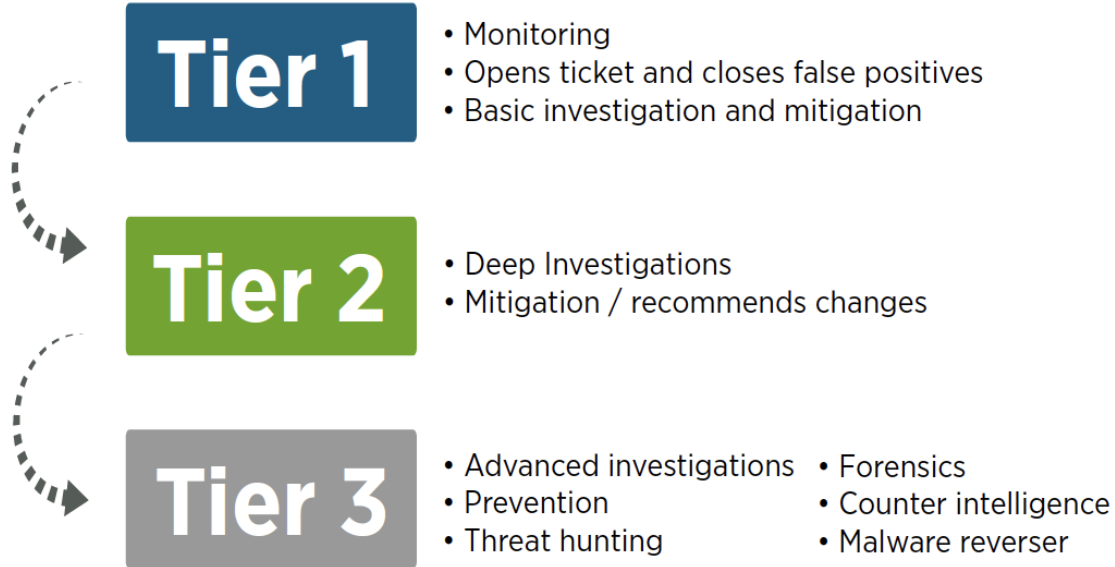 Tier 1
• Monitoring
• Opens ticket and closes false positives
• Basic investigation and mitigation
Tier 2
• Deep Investigations
• Mitigation / recommends changes
Tier 3
• Advanced investigations
• Prevention
• Threat hunting
• Forensics
• Counter intelligence
• Malware reverser